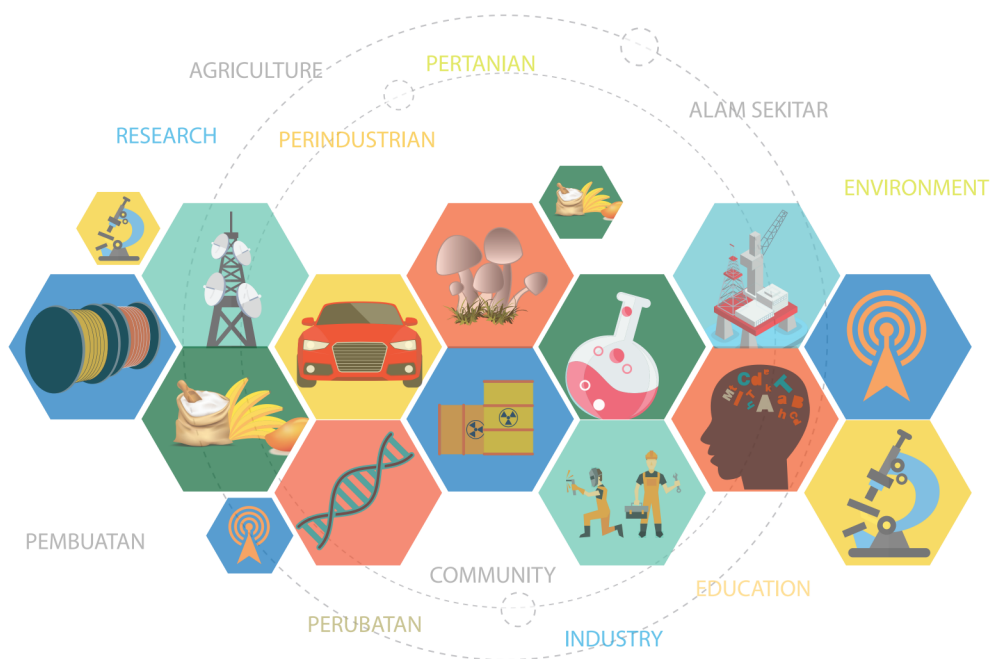 PERTANIAN
AGRICULTURE
ALAM SEKITAR
RESEARCH
PERINDUSTRIAN
ENVIRONMENT
PEMBUATAN
COMMUNITY
EDUCATION
PERUBATAN
INDUSTRY